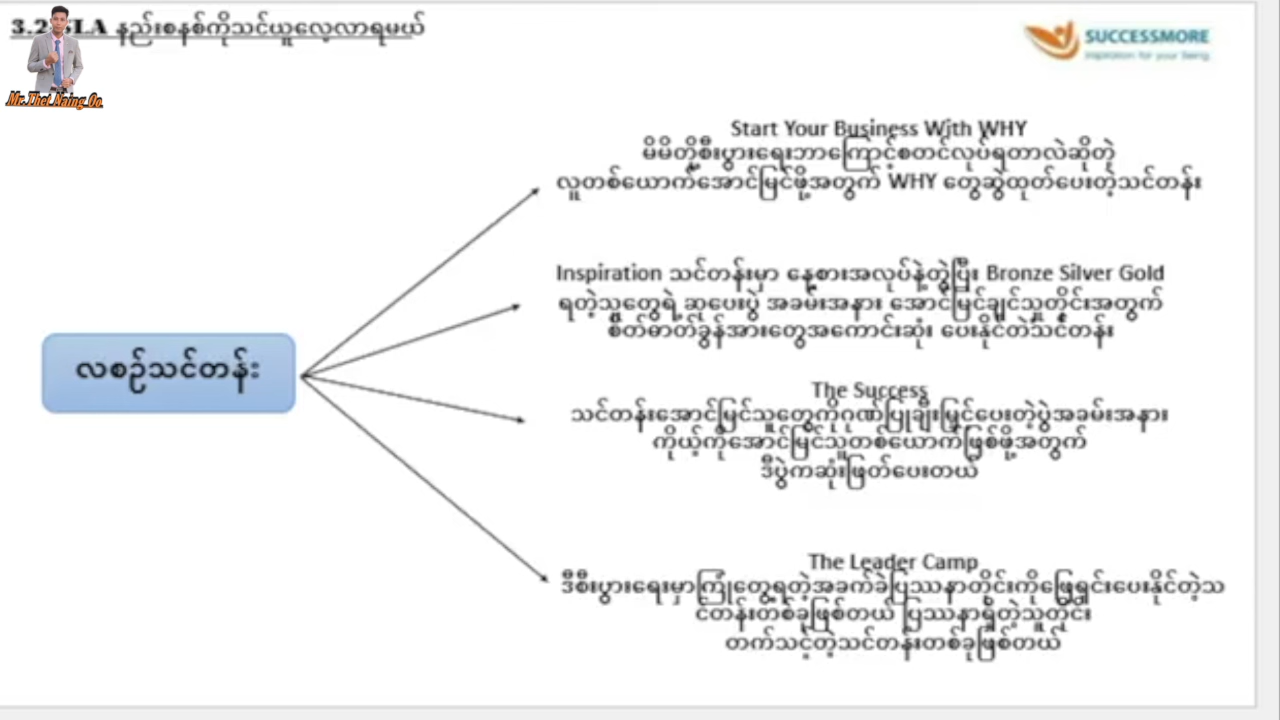 3.2 SLA နည်းစနစ်ကိုသင်ယူလေ့လာရမယ်
SUCCESSMORE
Inspiration for your Being
Mr.Thet Naing Oo
Start Your Business With WHY
မိမိတို့စီးပွားရေးဘာကြောင့်စတင်လုပ်ရတာလဲဆိုတဲ့
လူတစ်ယောက်အောင်မြင်ဖို့အတွက် WHY တွေဆွဲထုတ်ပေးတဲ့သင်တန်း
Inspiration သင်တန်းမှာ နေ့စားအလုပ်နဲ့တွဲပြီး Bronze Silver Gold
ရတဲ့သူတွေရဲ့ ဆုပေးပွဲ အခမ်းအနား အောင်မြင်ချင်သူတိုင်းအတွက်
စိတ်ဓာတ်ခွန်အားတွေအကောင်းဆုံး ပေးနိုင်တဲ့သင်တန်း
လစဉ်သင်တန်း
The Success
သင်တန်းအောင်မြင်သူတွေကိုဂုဏ်ပြုချီးမြှင့်ပေးတဲ့ပွဲအခမ်းအနား
ကိုယ့်ကိုအောင်မြင်သူတစ်ယောက်ဖြစ်ဖို့အတွက်
ဒီပွဲကဆုံးဖြတ်ပေးတယ်
The Leader Camp
ဒီစီးပွားရေးမှာကြုံတွေ့ရတဲ့အခက်ခဲပြဿနာတိုင်းကိုဖြေရှင်းပေးနိုင်တဲ့သ
င်တန်းတစ်ခုဖြစ်တယ် ပြဿနာရှိတဲ့သူတိုင်း
တက်သင့်တဲ့သင်တန်းတစ်ခုဖြစ်တယ်